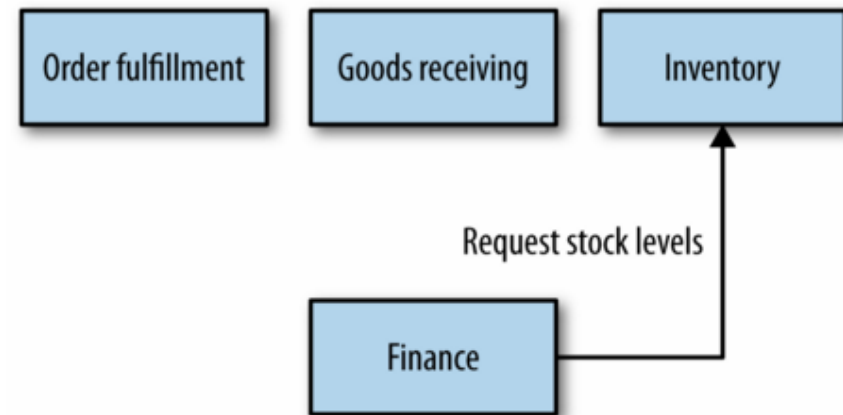 Order fulfillment
Goods receiving
Inventory
Request stock levels
Finance